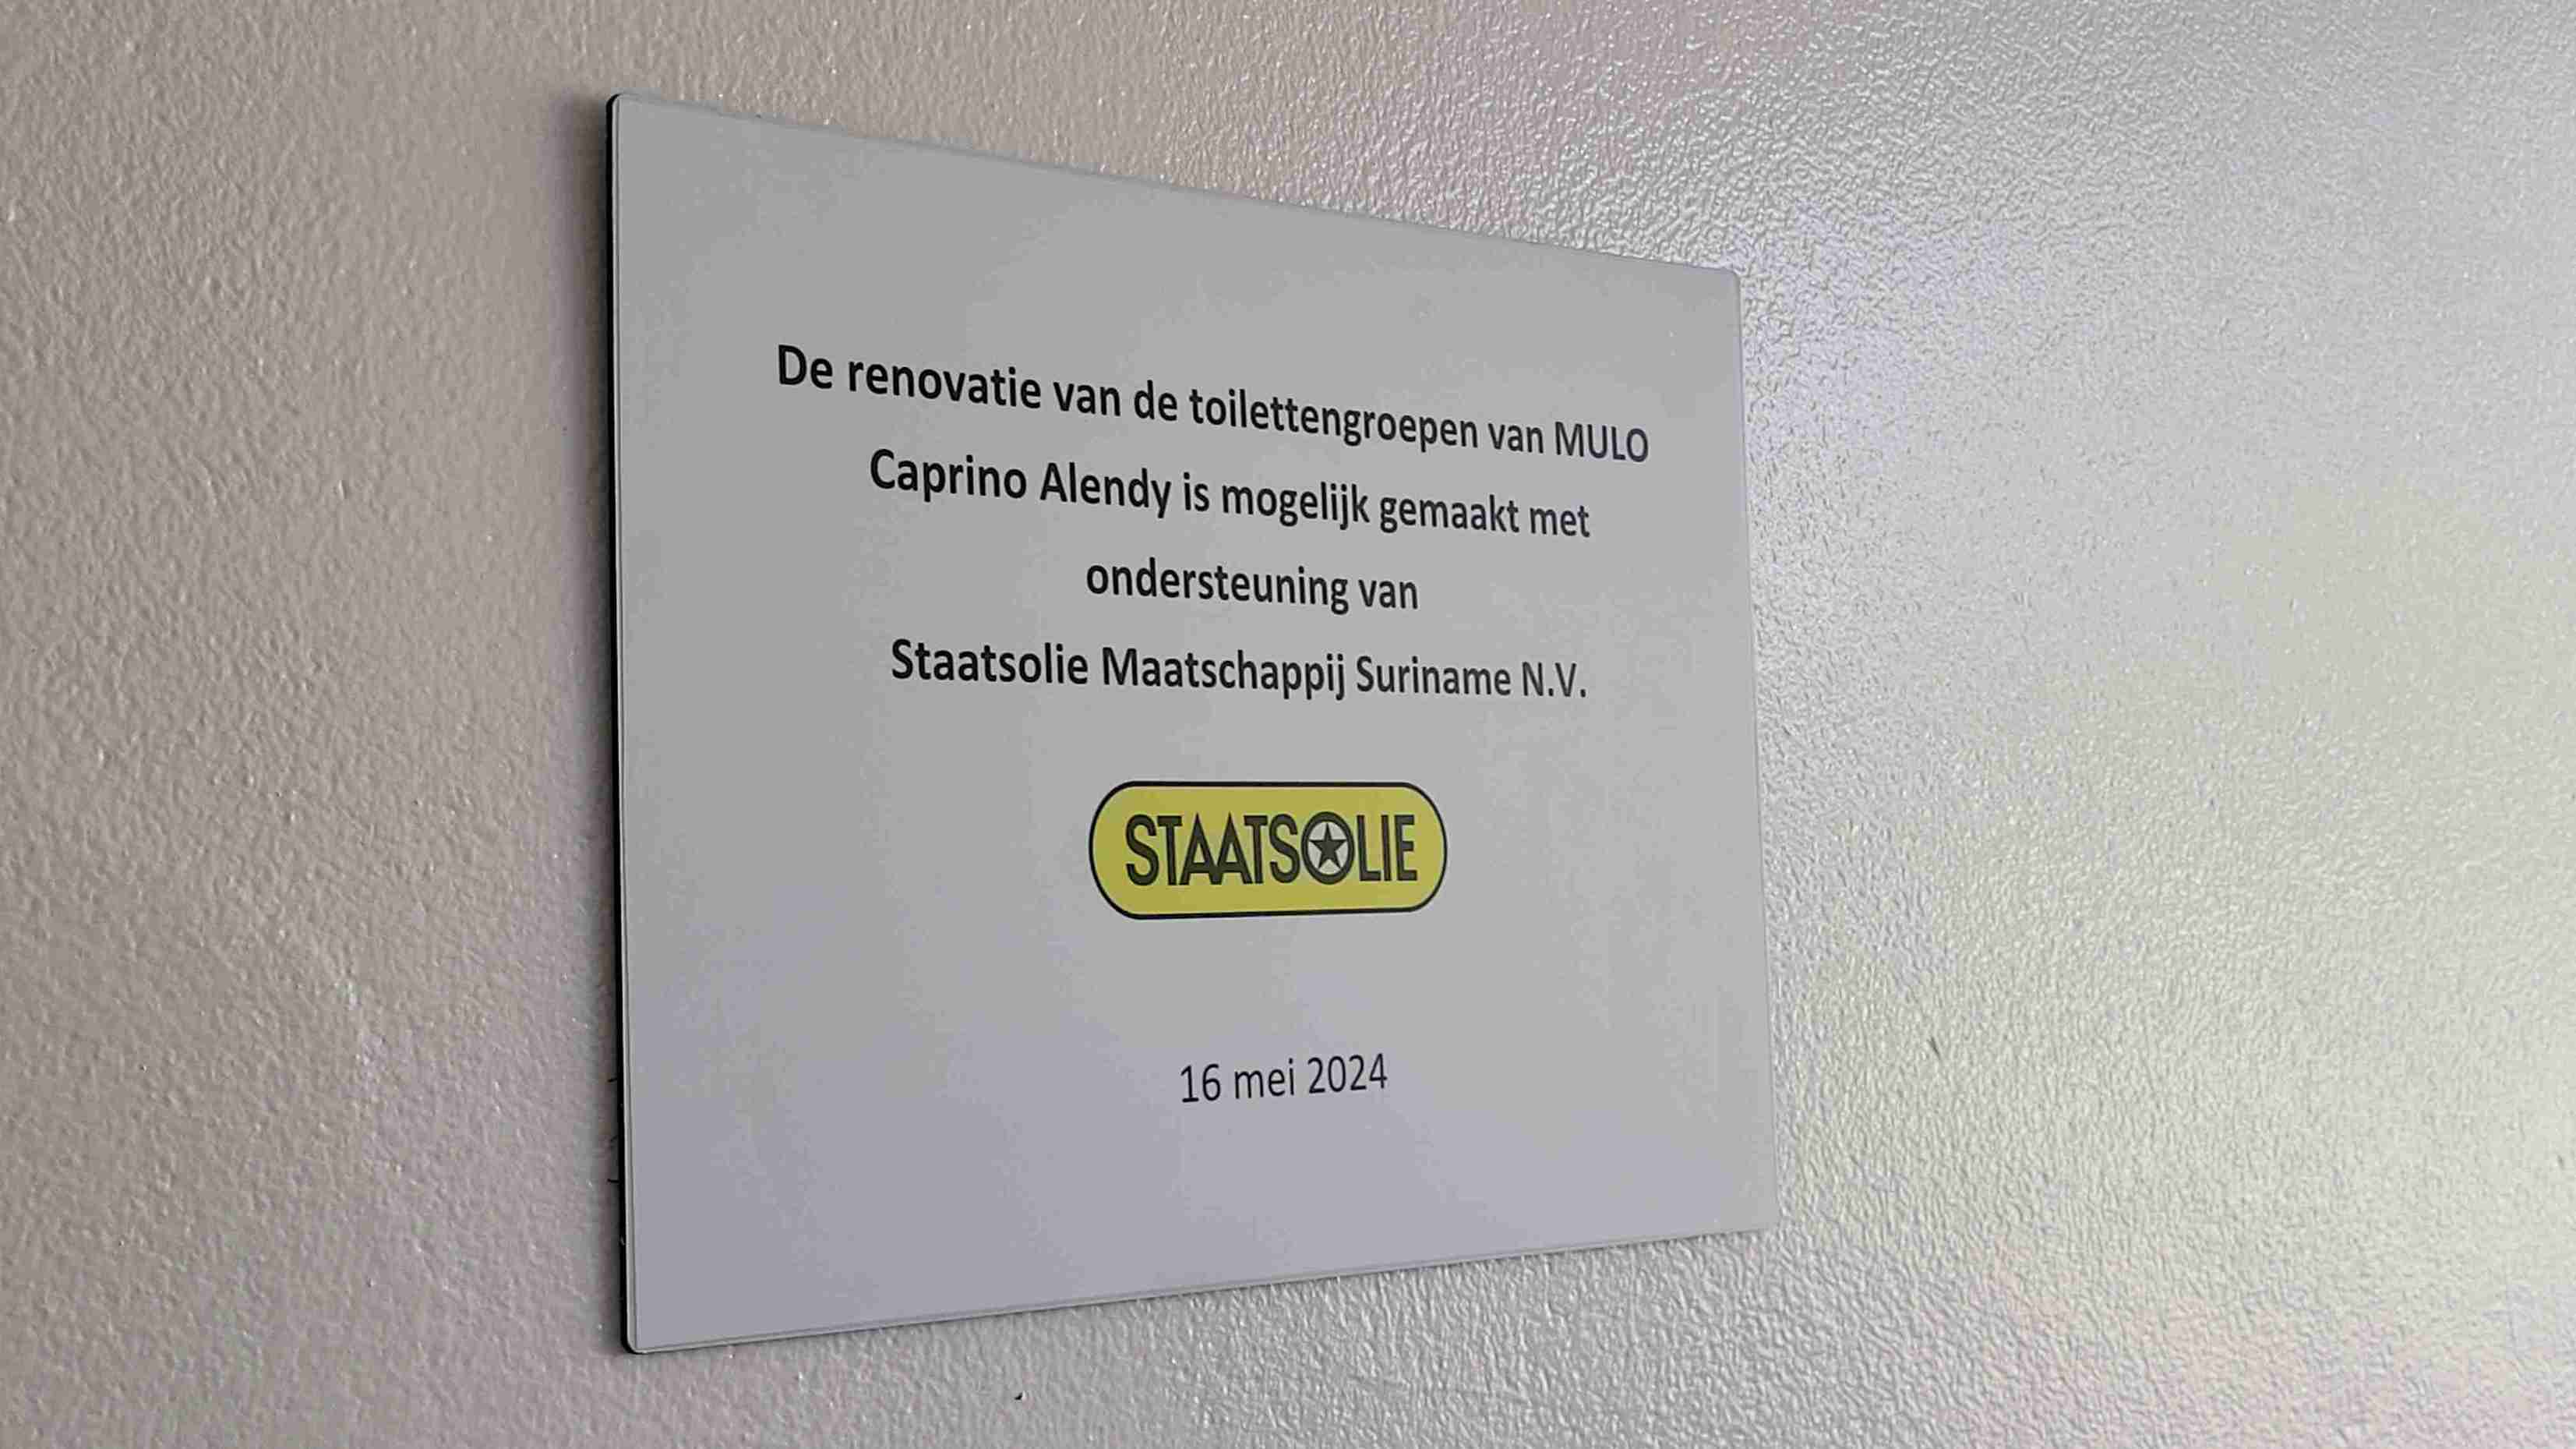 De renovatie van de toilettengroepen van MULO
Caprino Alendy is mogelijk gemaakt met
ondersteuning van
Staatsolie Maatschappij Suriname N.V.
STAATSOLIE
16 mei 2024